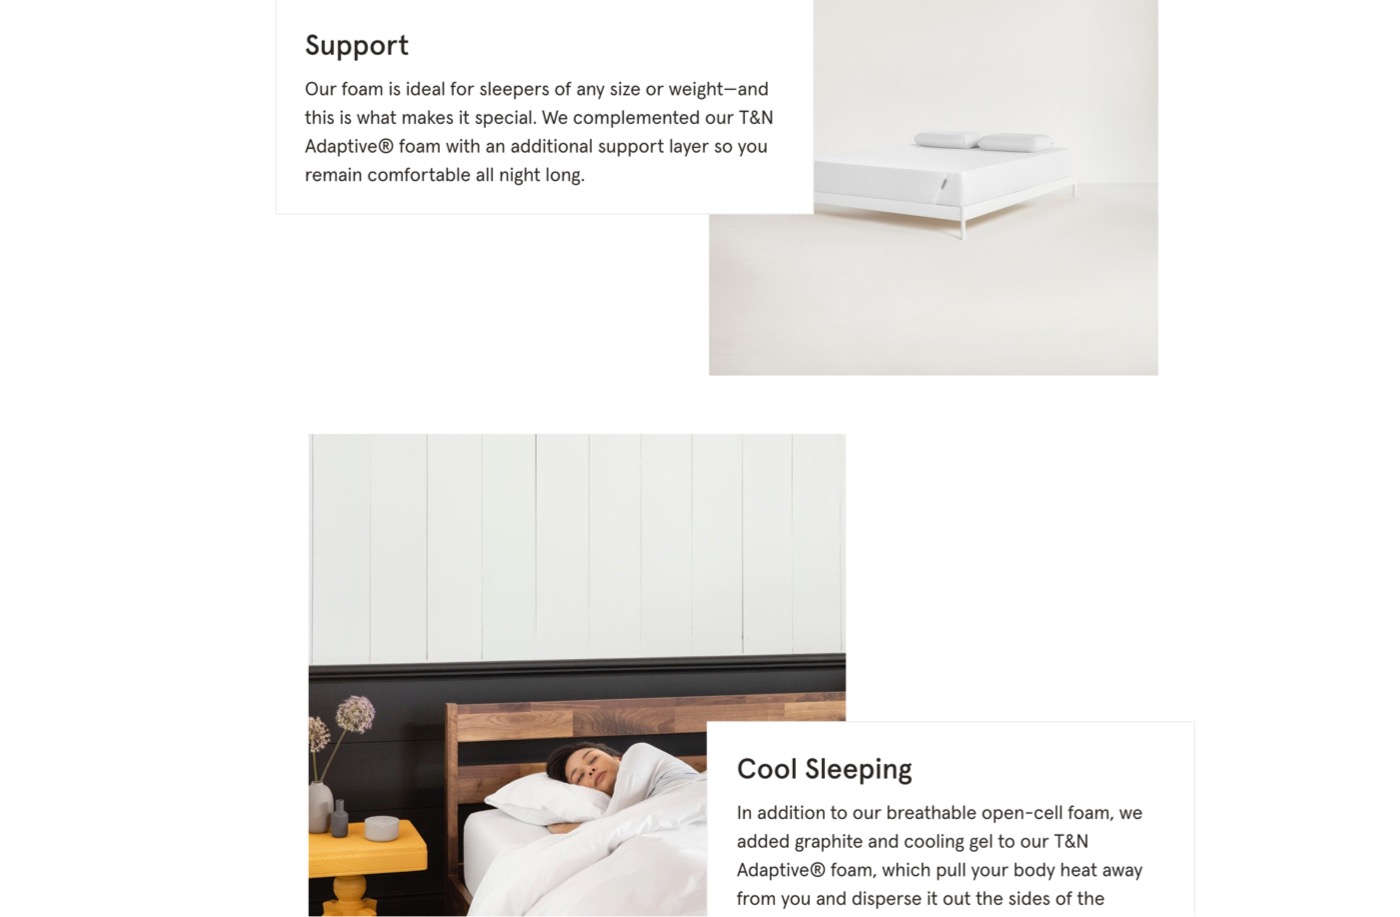 Support
Our foam is ideal for sleepers of any size or weight—and
this is what makes it special. We complemented our T&N
Adaptive® foam with an additional support layer so you
remain comfortable all night long.
Cool Sleeping
In addition to our breathable open-cell foam, we
added graphite and cooling gel to our T&N
Adaptive® foam, which pull your body heat away
from you and disperse it out the sides of the